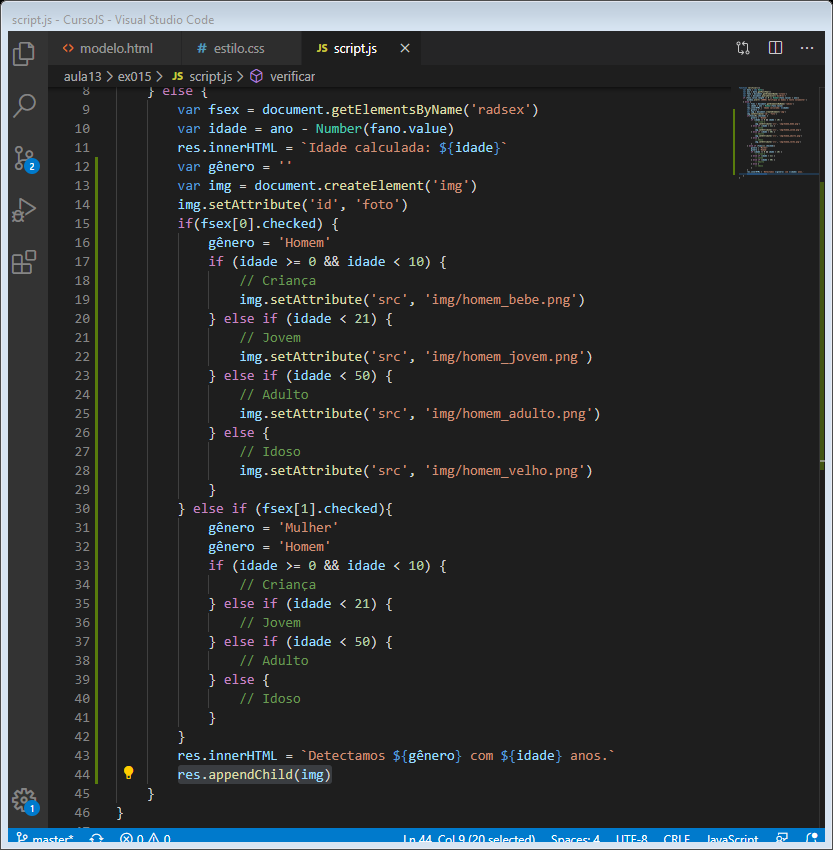 script.js - CursoJS - Visual Studio Code
<> modelo.html # estilo.css JS script.js ×
aula13 > ex015 > JS script.js > verificar
8 } else {
9 var fsex = document.getElementsByName('radsex')
10 var idade = ano - Number(fano.value)
11 res.innerHTML = `Idade calculada: ${idade}`
12 var gênero = ''
13 var img = document.createElement('img')
14 img.setAttribute('id', 'foto')
15 if(fsex[0].checked) {
16 gênero = 'Homem'
17 if (idade >= 0 && idade < 10) {
18 // Criança
19 img.setAttribute('src', 'img/homem_bebe.png')
20 } else if (idade < 21) {
21 // Jovem
22 img.setAttribute('src', 'img/homem_jovem.png')
23 } else if (idade < 50) {
24 // Adulto
25 img.setAttribute('src', 'img/homem_adulto.png')
26 } else {
27 // Idoso
28 img.setAttribute('src', 'img/homem_velho.png')
29 }
30 } else if (fsex[1].checked){
31 gênero = 'Mulher'
32 gênero = 'Homem'
33 if (idade >= 0 && idade < 10) {
34 // Criança
35 } else if (idade < 21) {
36 // Jovem
37 } else if (idade < 50) {
38 // Adulto
39 } else {
40 // Idoso
41 }
42 }
43 res.innerHTML = `Detectamos ${gênero} com ${idade} anos.`
44 res.appendChild(img)
45 }
46 }
2
1
master* 0 0 Ln 44, Col 9 (20 selected) Spaces: 4 UTF-8 CRLF JavaScript